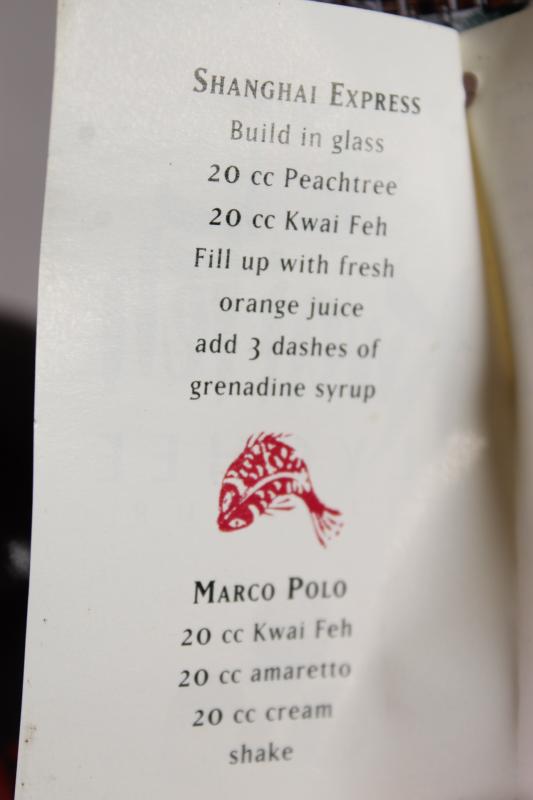 SHANGHAI EXPRESS
Build in glass
20 cc Peachtree
20 cc Kwai Feh
Fill up with fresh
orange juice
add 3 dashes of
grenadine syrup
MARCO POLO
20 cc Kwai Feh
20 cc amaretto
20 cc cream
shake